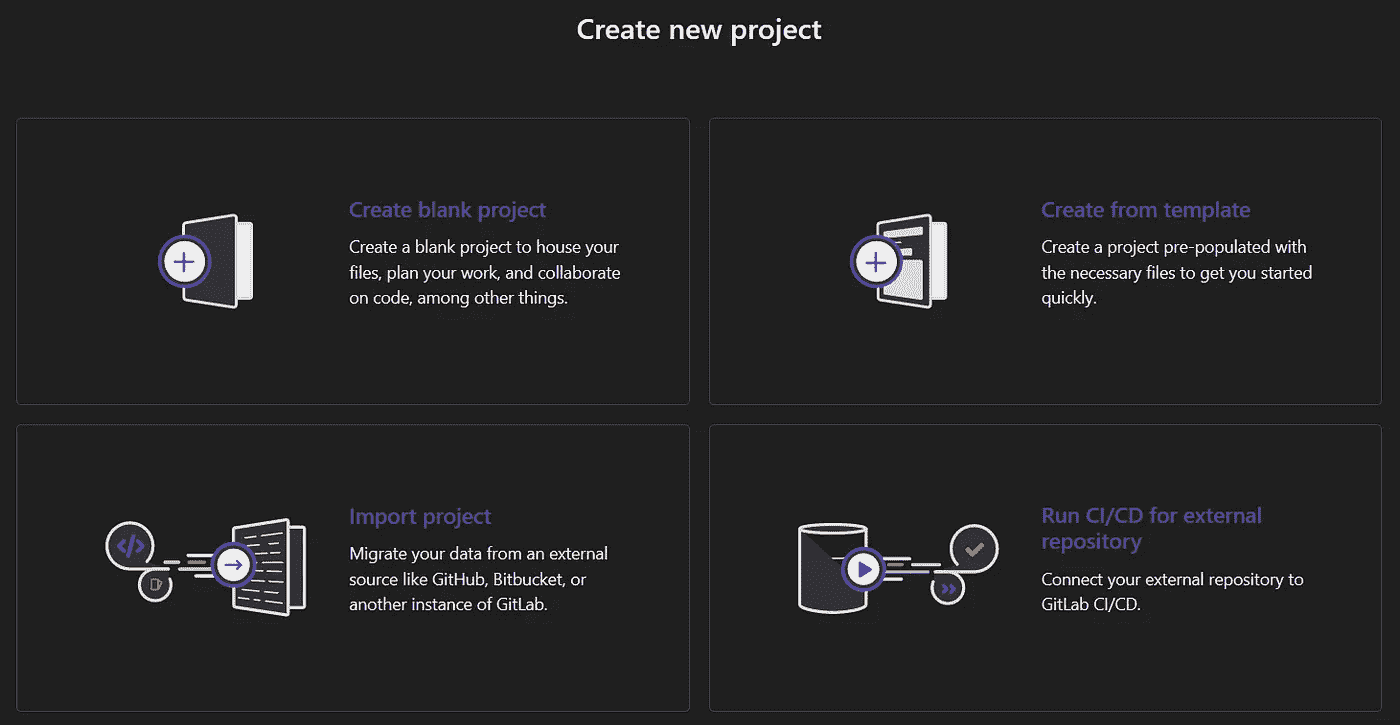 Create new project
Create blank project
Create a blank project to house your
files, plan your work, and collaborate
on code, among other things.
Create from template
Create a project pre-populated with
the necessary files to get you started
quickly.
Import project
Migrate your data from an external
source like GitHub, Bitbucket, or
another instance of GitLab.
Run CI/CD for external
repository
Connect your external repository to
GitLab CI/CD.